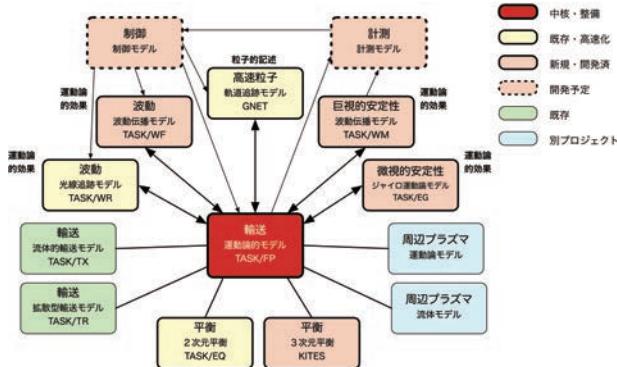 制御
制御モデル
計測
計測モデル
粒子的記述
高速粒子
軌道追跡モデル
GNET
運動論
的効果
波動
波動伝播モデル
TASK/WF
巨視的安定性
波動伝播モデル
TASK/WM
運動論
的効果
運動論
的効果
波動
光線追跡モデル
TASK/WR
微視的安定性
ジャイロ運動論モデル
TASK/EG
運動論
的効果
輸送
運動論的モデル
TASK/FP
輸送
流体的輸送モデル
TASK/TX
周辺プラズマ
運動論モデル
輸送
拡散型輸送モデル
TASK/TR
周辺プラズマ
流体モデル
平衡
2次元平衡
TASK/EQ
平衡
3次元平衡
KITES
中核・整備
既存・高速化
新規・開発済
開発予定
既存
別プロジェクト